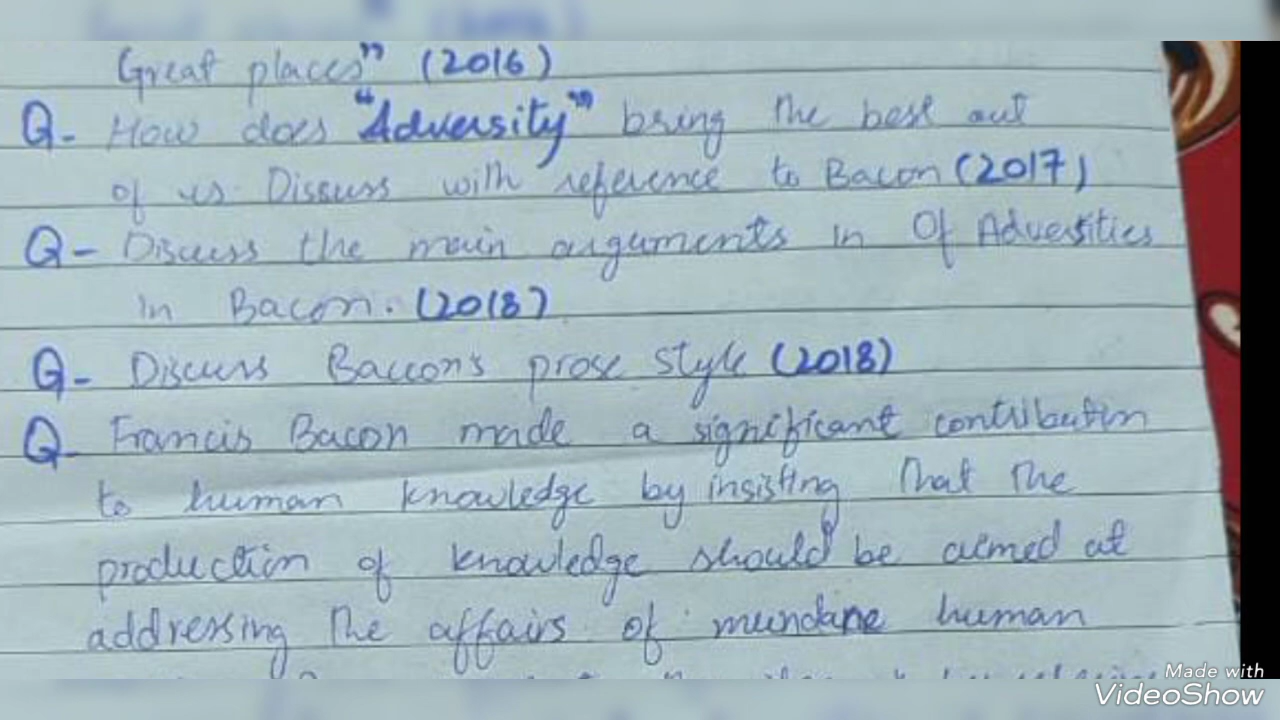 Great places" (2016)
Q- How does "Adversity" bring the best out
of us. Discuss with reference to Bacon (2017)
Q- Discuss the main arguments in Of Adversities
in Bacon. (2018)
Q- Discuss Baccon's prose style (2018)
Q- Francis Bacon made a significant contribution
to human knowledge by insisting that the
production of knowledge should be aimed at
addressing the affairs of mundane human
Made with
VideoShow